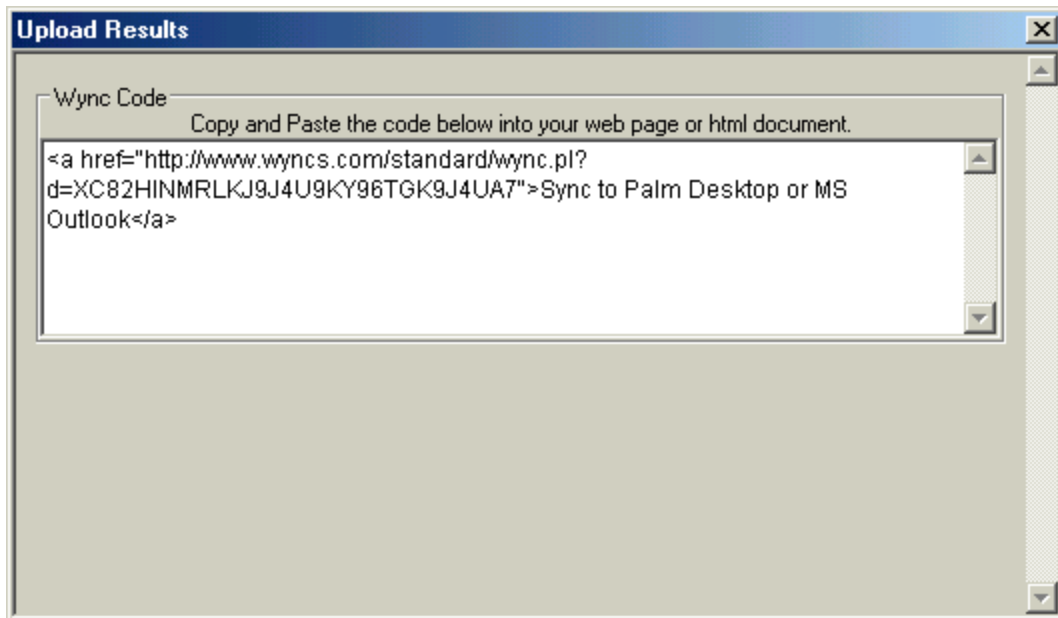 Upload Results
Wync Code
Copy and Paste the code below into your web page or html document.
<a href="http://www.wyncs.com/standard/wync.pl?
d=XC82HINMRLKJ9J4U9KY96TGK9J4UA7">Sync to Palm Desktop or MS
Outlook</a>